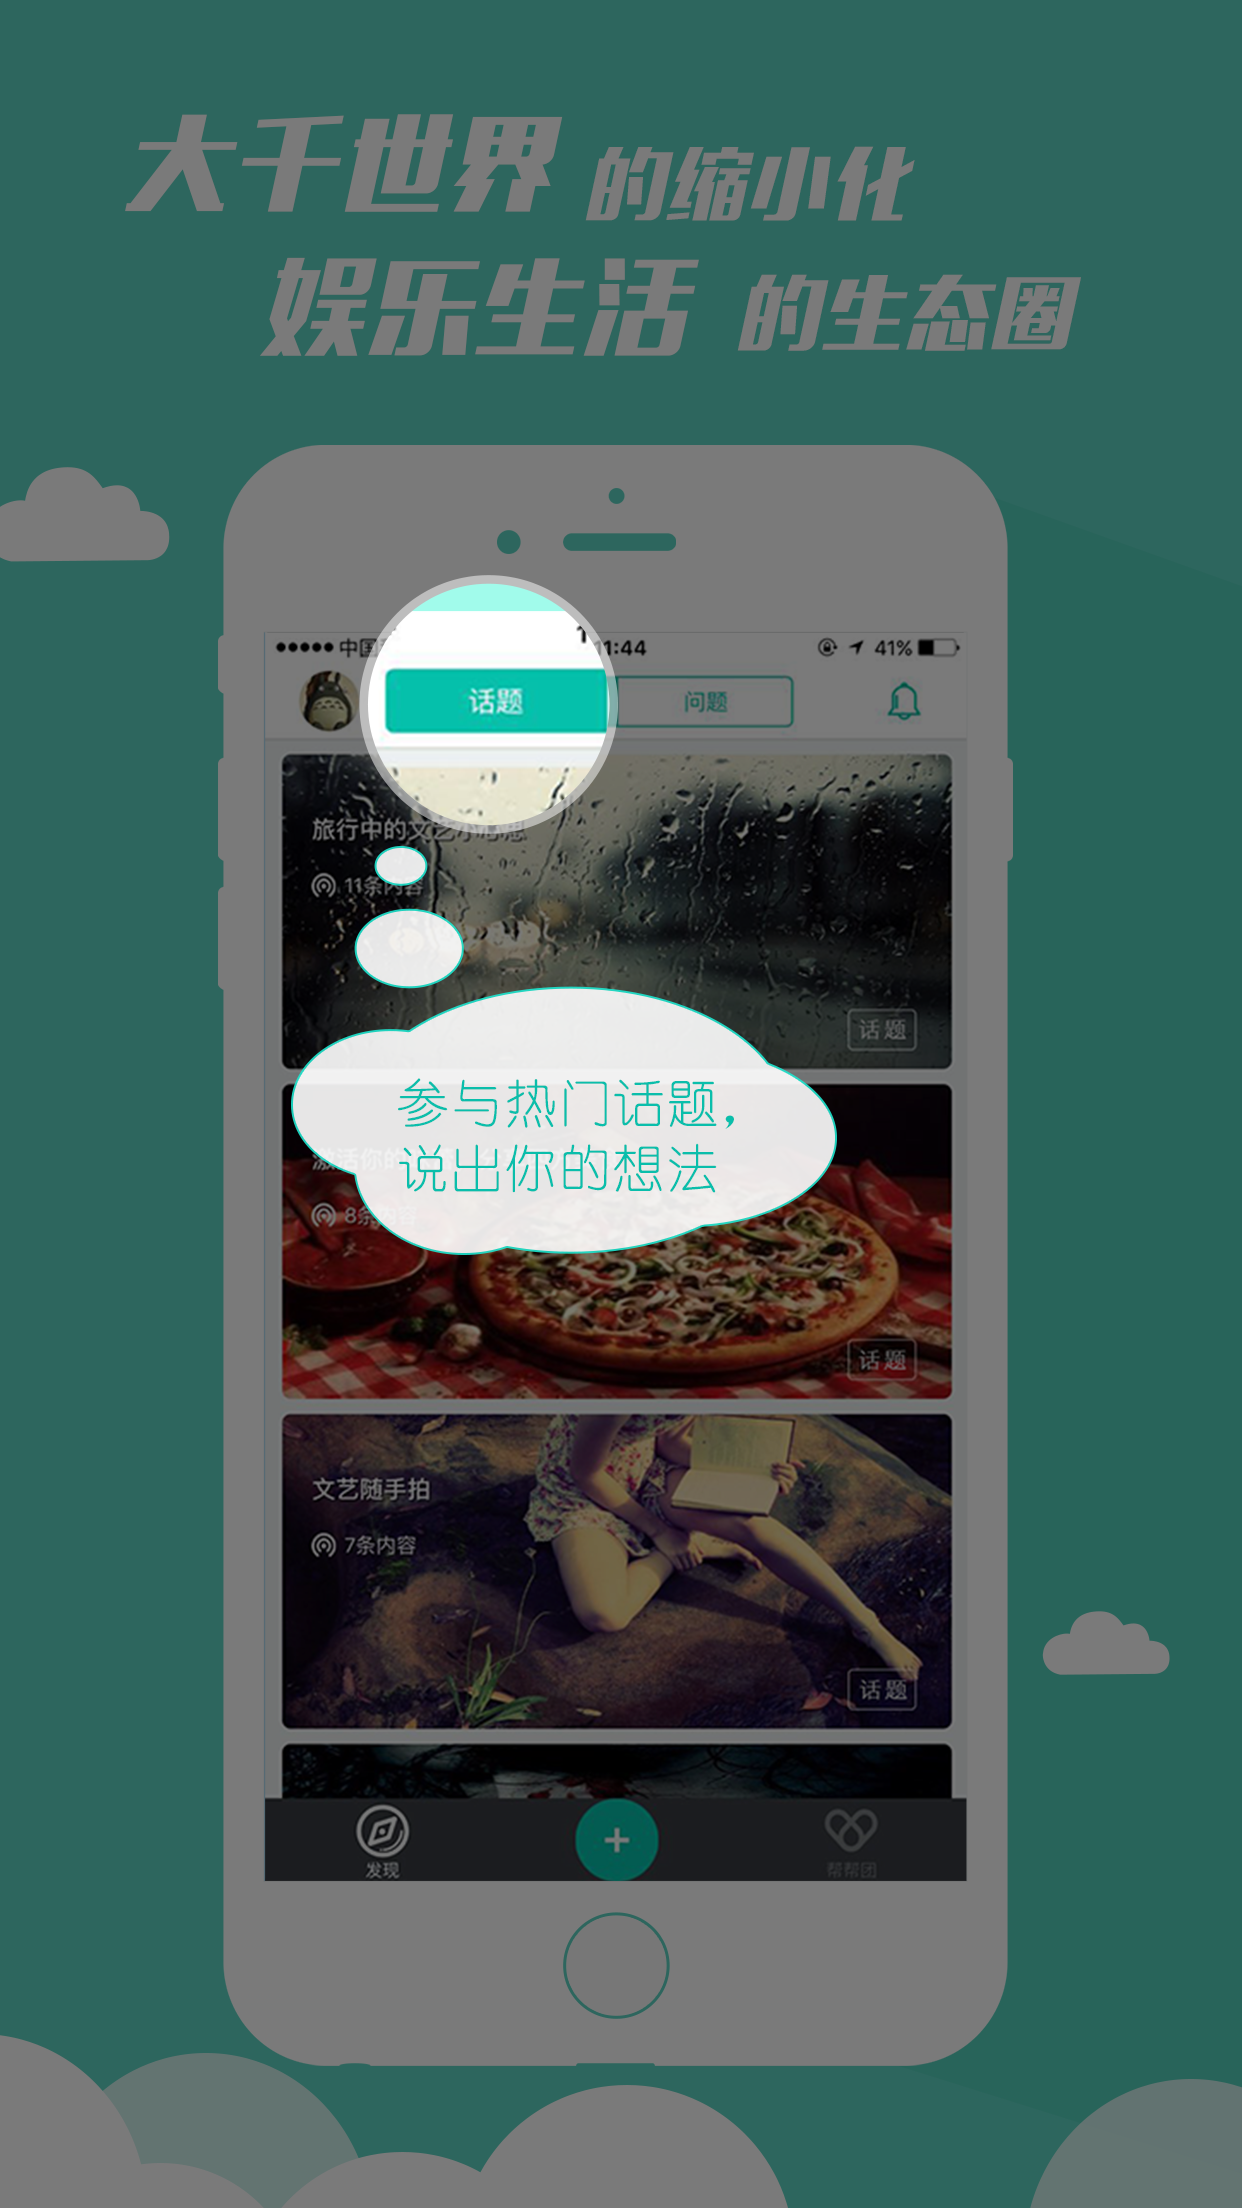 大千世界 的缩小化
娱乐生活 的生态圈
中国
11:44
41%
话题
问题
旅行中的文艺小心思
11条内容
话题
参与热门话题，
说出你的想法
激活你的
8条内容
话题
文艺随手拍
7条内容
话题
发现
帮帮团